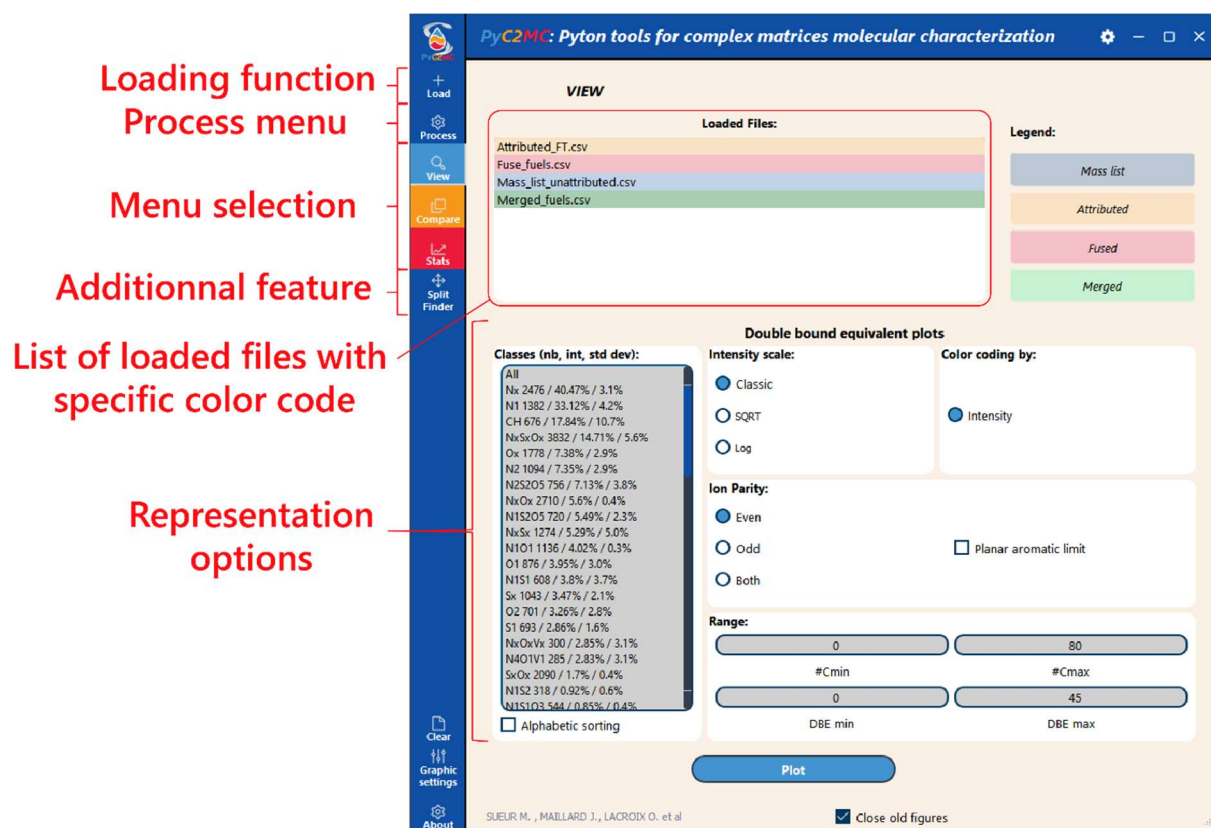 PyC2MC: Pyton tools for complex matrices molecular characterization
PyC2MC
Loading function
Process menu
Menu selection
Additionnal feature
List of loaded files with
specific color code
Representation
options
Load
Process
View
Compare
Stats
Split
Finder
Clear
Graphic
settings
About
VIEW
Loaded Files:
Attributed_FT.csv
Fuse_fuels.csv
Mass_list_unattributed.csv
Merged_fuels.csv
Legend:
Mass list
Attributed
Fused
Merged
Double bound equivalent plots
Classes (nb, int, std dev):
All
Nx 2476 / 40.47% / 3.1%
N1 1382 / 33.12% / 4.2%
CH 676 / 17.84% / 10.7%
NxSxOx 3832 / 14.71% / 5.6%
Ox 1778 / 7.38% / 2.9%
N2 1094 / 7.35% / 2.9%
N2S2O5 756 / 7.13% / 3.8%
NxOx 2710 / 5.6% / 0.4%
N1S2O5 720 / 5.49% / 2.3%
NxSx 1274 / 5.29% / 5.0%
N1O1 1136 / 4.02% / 0.3%
O1 876 / 3.95% / 3.0%
N1S1 608 / 3.8% / 3.7%
Sx 1043 / 3.47% / 2.1%
O2 701 / 3.26% / 2.8%
S1 693 / 2.86% / 1.6%
NxOxVx 300 / 2.85% / 3.1%
N4O1V1 285 / 2.83% / 3.1%
SxOx 2090 / 1.7% / 0.4%
N1S2 318 / 0.92% / 0.6%
N1S1O3 544 / 0.85% / 0.4%
Alphabetic sorting
Intensity scale:
Classic
SQRT
Log
Color coding by:
Intensity
Ion Parity:
Even
Odd
Both
Planar aromatic limit
Range:
0
80
#Cmin
#Cmax
0
45
DBE min
DBE max
Plot
SUEUR M. , MAILLARD J., LACROIX O. et al
Close old figures